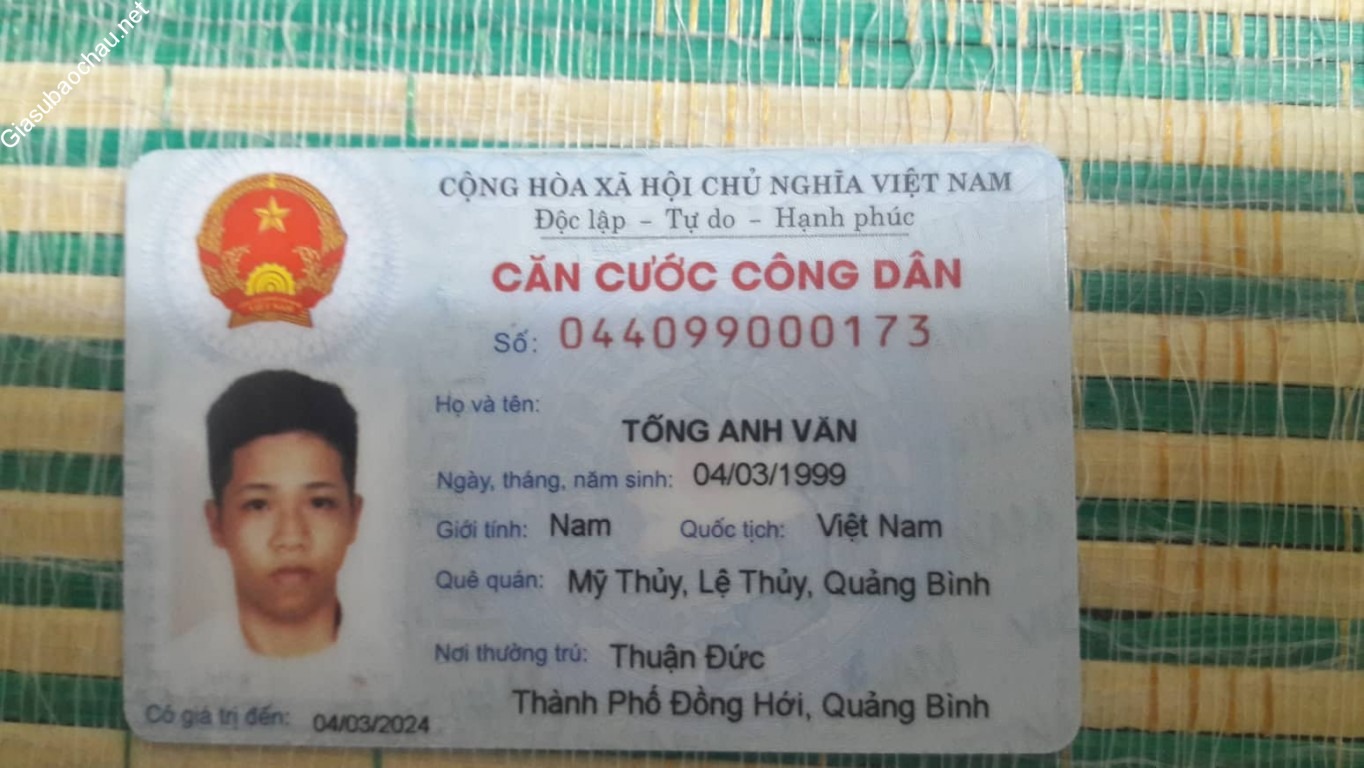 Giasubaochau.net
CỘNG HÒA XÃ HỘI CHỦ NGHĨA VIỆT NAM
Độc lập - Tự do - Hạnh phúc
CĂN CƯỚC CÔNG DÂN
Số: 044099000173
Họ và tên:
TỐNG ANH VĂN
Ngày, tháng, năm sinh: 04/03/1999
Giới tính: Nam Quốc tịch: Việt Nam
Quê quán: Mỹ Thủy, Lệ Thủy, Quảng Bình
Nơi thường trú: Thuận Đức
Thành Phố Đồng Hới, Quảng Bình
Có giá trị đến: 04/03/2024